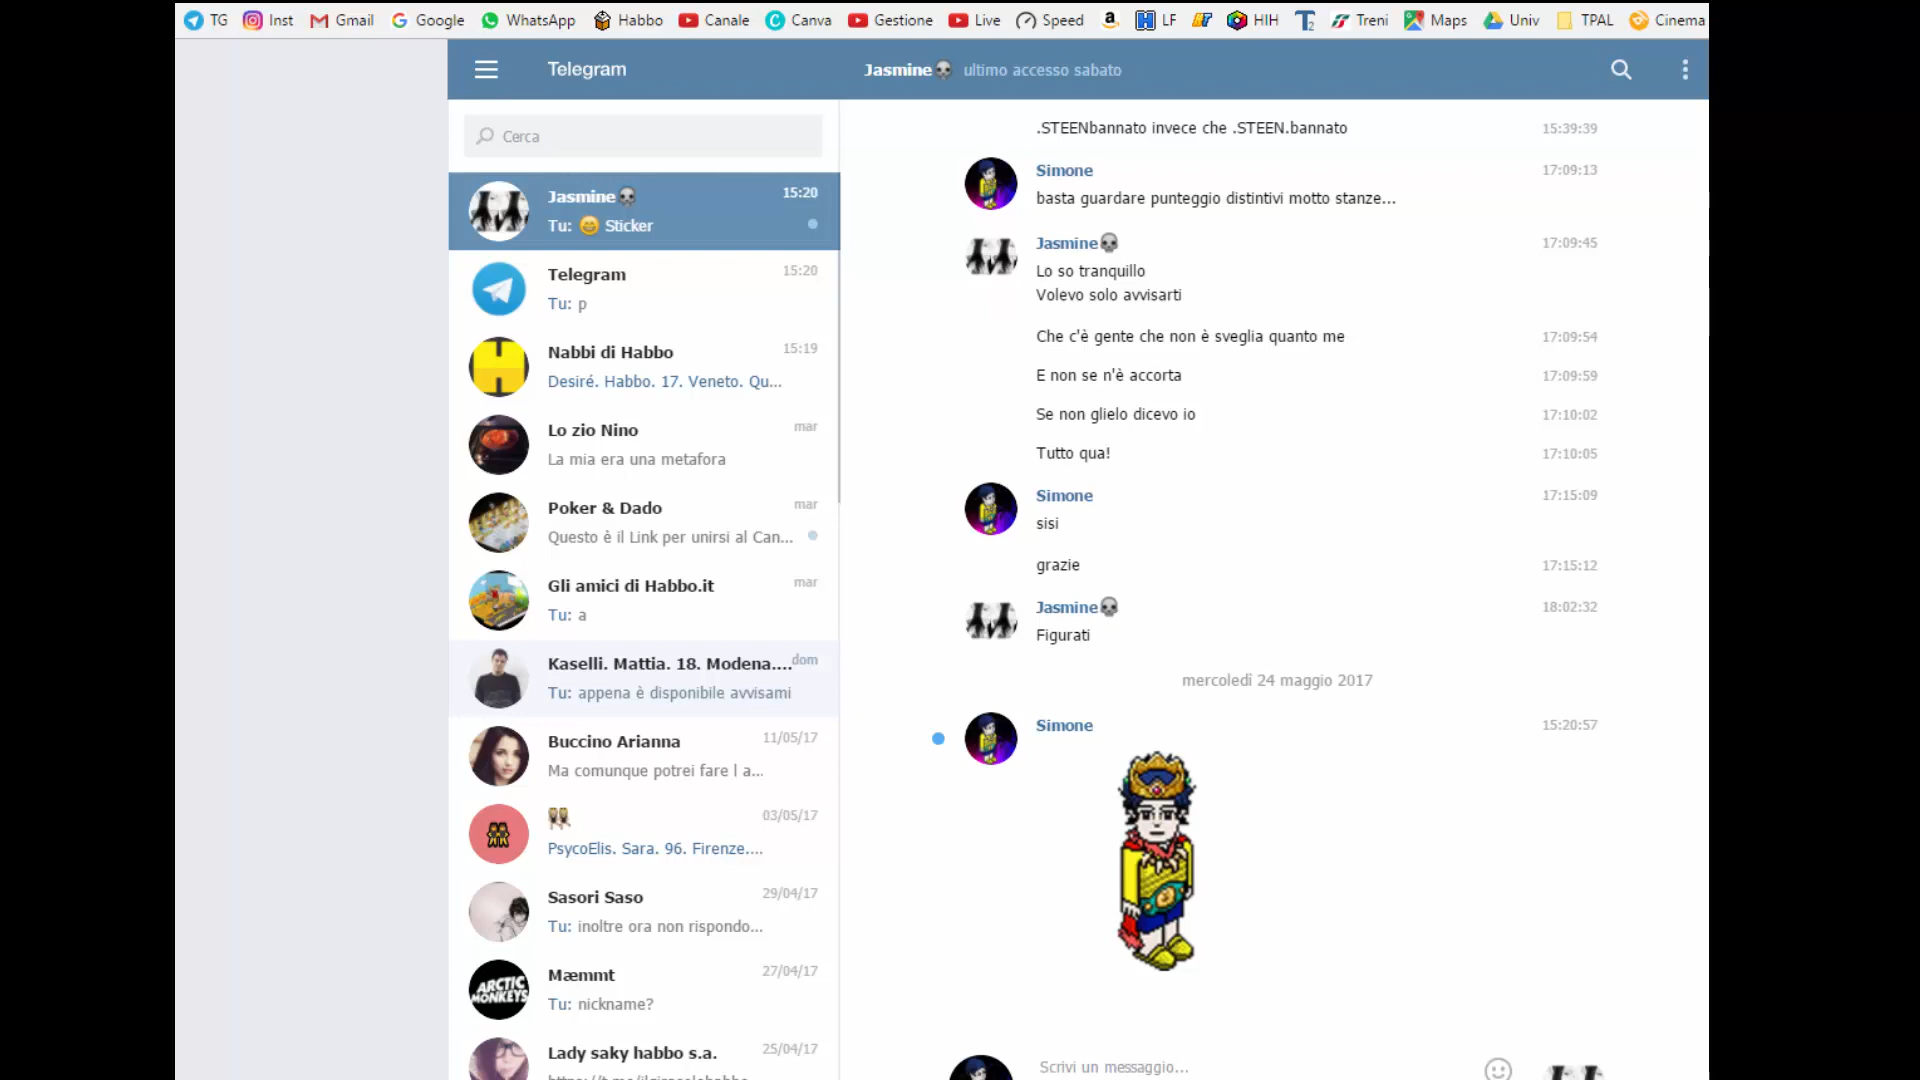 TG Inst Gmail Google WhatsApp Habbo Canale Canva Gestione Live Speed LF HIH Treni Maps Univ TPAL Cinema
Telegram
Jasmine💀 ultimo accesso sabato
Cerca
Jasmine💀 15:20
Tu: 😄 Sticker
Telegram 15:20
Tu: p
Nabbi di Habbo 15:19
Desiré. Habbo. 17. Veneto. Qu...
Lo zio Nino mar
La mia era una metafora
Poker & Dado mar
Questo è il Link per unirsi al Can...
Gli amici di Habbo.it mar
Tu: a
Kaselli. Mattia. 18. Modena.... dom
Tu: appena è disponibile avvisami
Buccino Arianna 11/05/17
Ma comunque potrei fare l a...
👯 03/05/17
PsycoElis. Sara. 96. Firenze....
Sasori Saso 29/04/17
Tu: inoltre ora non rispondo...
ARCTIC
MONKEYS
Mæmmt 27/04/17
Tu: nickname?
Lady saky habbo s.a. 25/04/17
.STEENbannato invece che .STEEN.bannato 15:39:39
Simone 17:09:13
basta guardare punteggio distintivi motto stanze...
Jasmine💀 17:09:45
Lo so tranquillo
Volevo solo avvisarti
Che c'è gente che non è sveglia quanto me 17:09:54
E non se n'è accorta 17:09:59
Se non glielo dicevo io 17:10:02
Tutto qua! 17:10:05
Simone 17:15:09
sisi
grazie 17:15:12
Jasmine💀 18:02:32
Figurati
mercoledì 24 maggio 2017
Simone 15:20:57
Scrivi un messaggio...